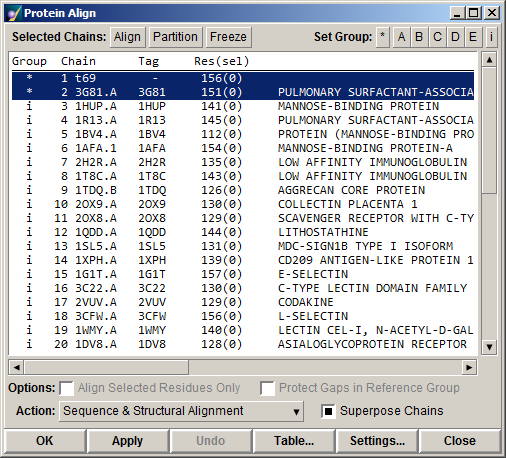 Protein Align
Selected Chains: Align Partition Freeze Set Group: * A B C D E i
Group Chain Tag Res(sel)
* 1 t69 - 156(0)
* 2 3G81.A 3G81 151(0) PULMONARY SURFACTANT-ASSOCIA
i 3 1HUP.A 1HUP 141(0) MANNOSE-BINDING PROTEIN
i 4 1R13.A 1R13 145(0) PULMONARY SURFACTANT-ASSOCIA
i 5 1BV4.A 1BV4 112(0) PROTEIN (MANNOSE-BINDING PRO
i 6 1AFA.1 1AFA 154(0) MANNOSE-BINDING PROTEIN-A
i 7 2H2R.A 2H2R 135(0) LOW AFFINITY IMMUNOGLOBULIN
i 8 1T8C.A 1T8C 143(0) LOW AFFINITY IMMUNOGLOBULIN
i 9 1TDQ.B 1TDQ 126(0) AGGRECAN CORE PROTEIN
i 10 2OX9.A 2OX9 130(0) COLLECTIN PLACENTA 1
i 11 2OX8.A 2OX8 129(0) SCAVENGER RECEPTOR WITH C-TY
i 12 1QDD.A 1QDD 144(0) LITHOSTATHINE
i 13 1SL5.A 1SL5 131(0) MDC-SIGN1B TYPE I ISOFORM
i 14 1XPH.A 1XPH 139(0) CD209 ANTIGEN-LIKE PROTEIN 1
i 15 1G1T.A 1G1T 157(0) E-SELECTIN
i 16 3C22.A 3C22 130(0) C-TYPE LECTIN DOMAIN FAMILY
i 17 2VUV.A 2VUV 129(0) CODAKINE
i 18 3CFW.A 3CFW 156(0) L-SELECTIN
i 19 1WMY.A 1WMY 140(0) LECTIN CEL-I, N-ACETYL-D-GAL
i 20 1DV8.A 1DV8 128(0) ASIALOGLYCOPROTEIN RECEPTOR
Options: Align Selected Residues Only Protect Gaps in Reference Group
Action: Sequence & Structural Alignment Superpose Chains
OK Apply Undo Table... Settings... Close